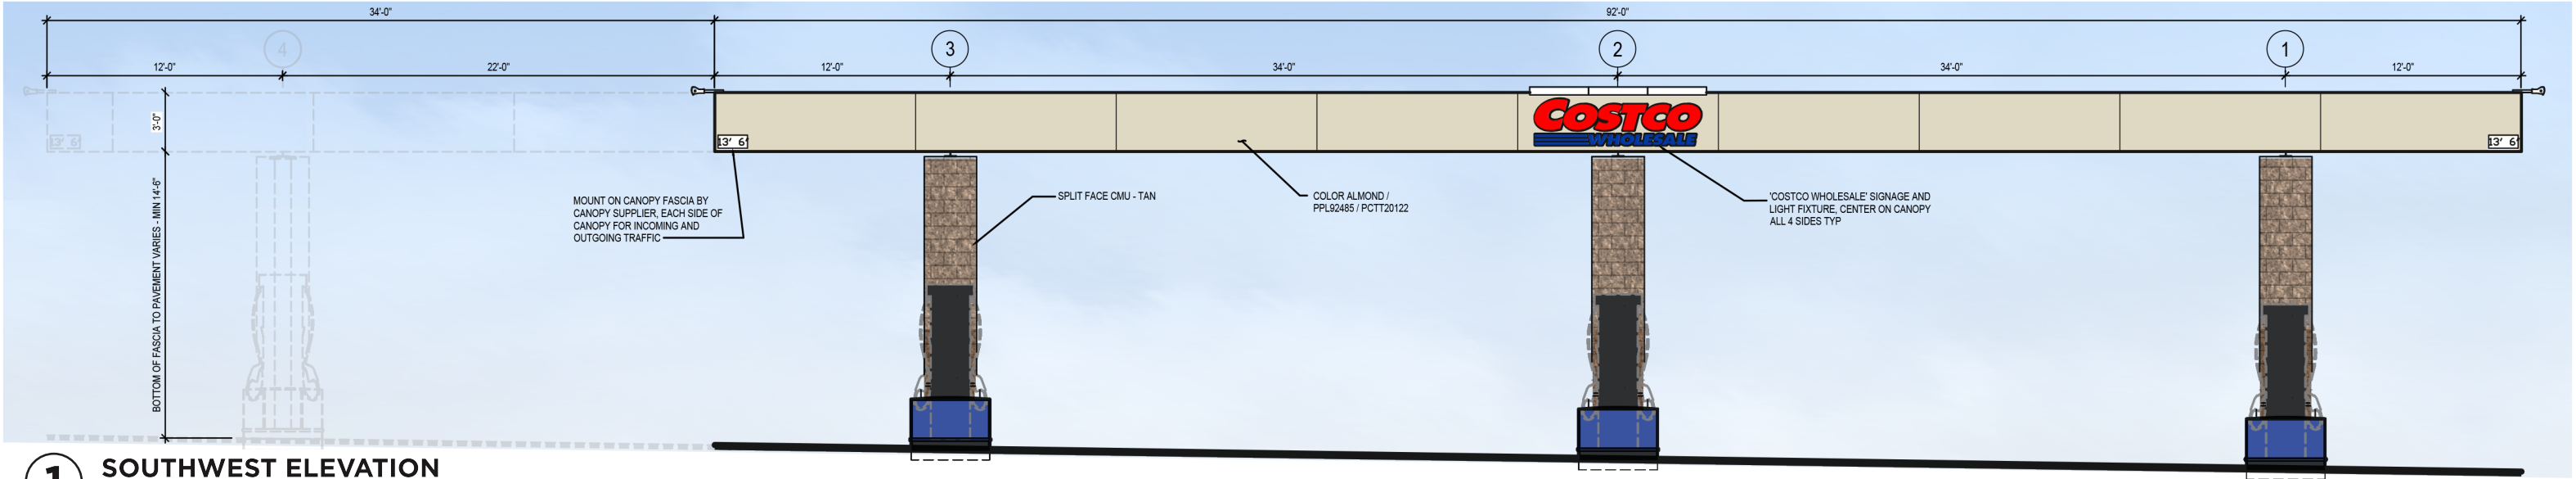 34'-0"
92'-0"
4
3
2
1
12'-0"
22'-0"
12'-0"
34'-0"
34'-0"
12'-0"
3'-0"
13' 6"
13' 6"
13' 6"
COSTCO
WHOLESALE
BOTTOM OF FASCIA TO PAVEMENT VARIES - MIN 14'-6"
MOUNT ON CANOPY FASCIA BY
CANOPY SUPPLIER, EACH SIDE OF
CANOPY FOR INCOMING AND
OUTGOING TRAFFIC
SPLIT FACE CMU - TAN
COLOR ALMOND /
PPL92485 / PCTT20122
'COSTCO WHOLESALE' SIGNAGE AND
LIGHT FIXTURE, CENTER ON CANOPY
ALL 4 SIDES TYP
1
SOUTHWEST ELEVATION